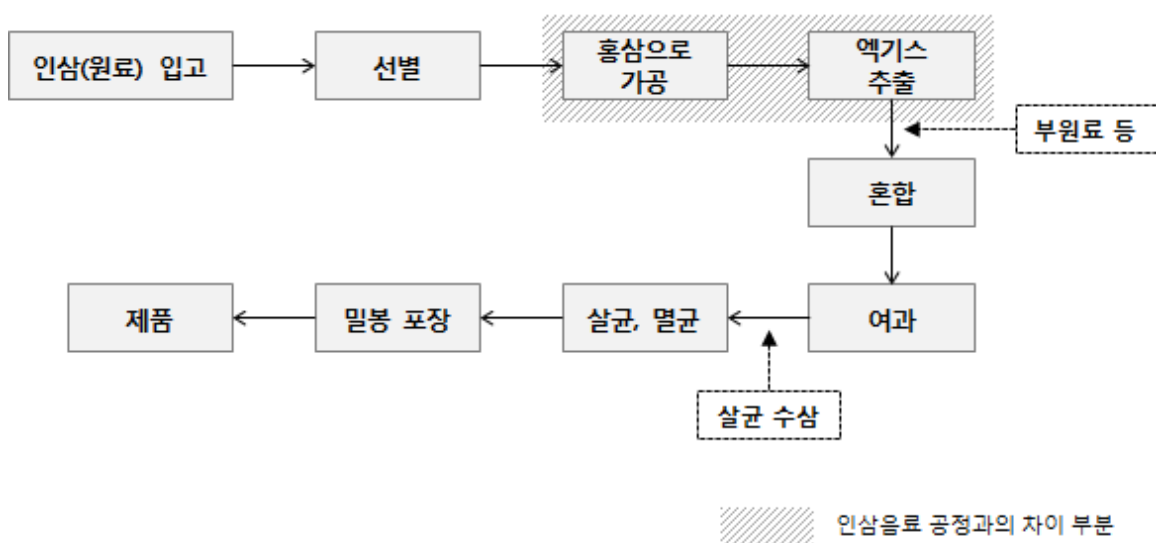 인삼(원료) 입고
선별
홍삼으로
가공
엑기스
추출
부원료 등
혼합
여과
살균, 멸균
밀봉 포장
제품
살균 수삼
인삼음료 공정과의 차이 부분